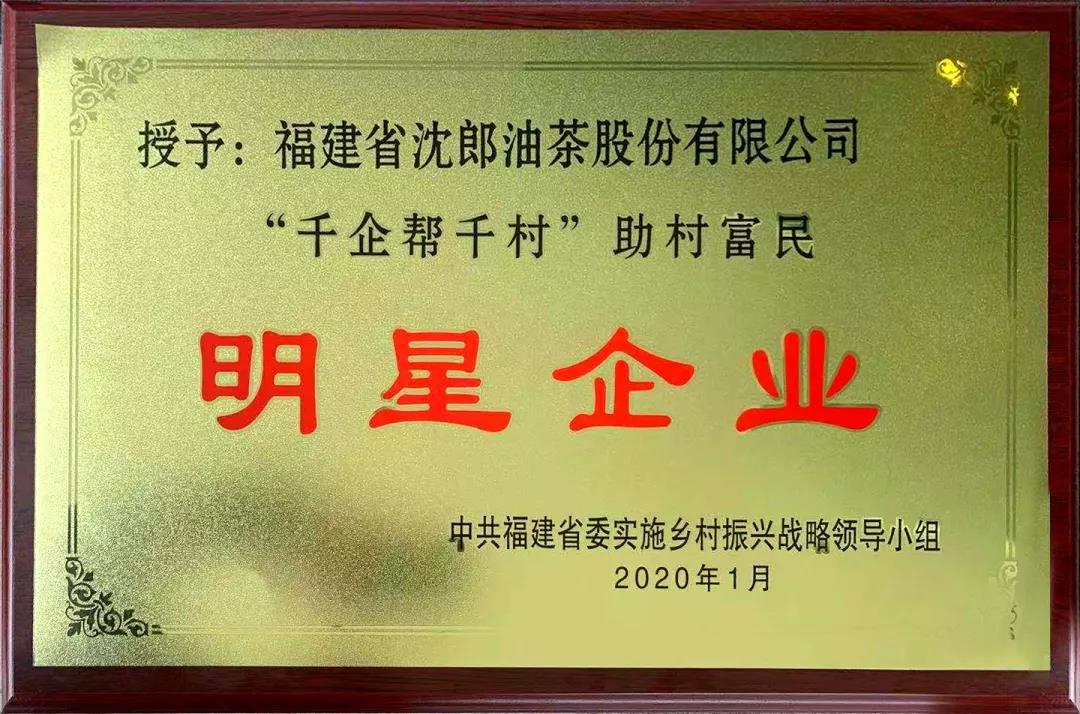 授予：福建省沈郎油茶股份有限公司
“千企帮千村”助村富民
明星企业
中共福建省委实施乡村振兴战略领导小组
2020年1月